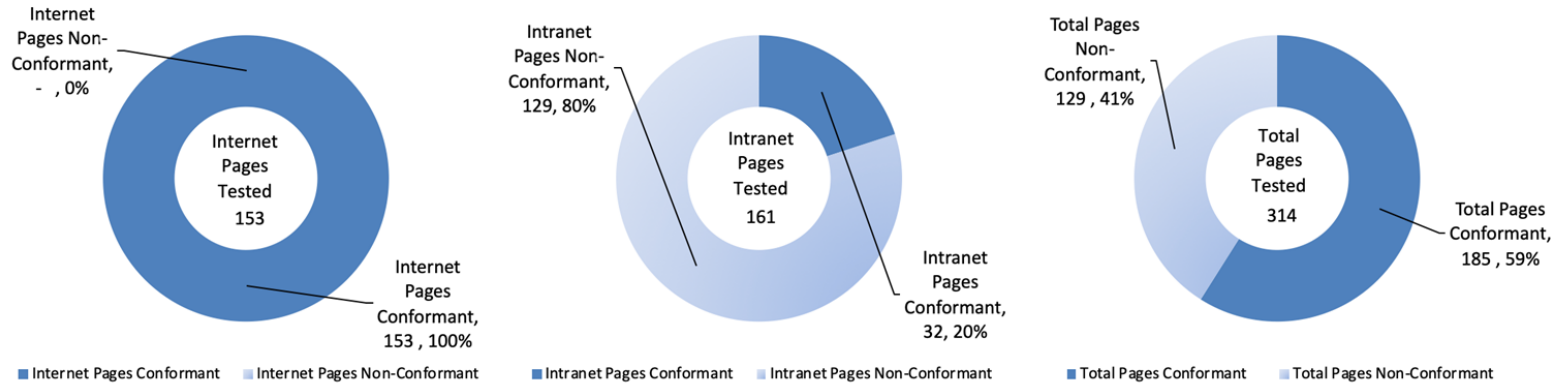 Internet
Pages Non-
Conformant,
- , 0%
Internet
Pages
Tested
153
Internet
Pages
Conformant,
153 , 100%
Internet Pages Conformant
Internet Pages Non-Conformant
Intranet
Pages Non-
Conformant,
129, 80%
Intranet
Pages
Tested
161
Intranet
Pages
Conformant,
32, 20%
Intranet Pages Conformant
Intranet Pages Non-Conformant
Total Pages
Non-
Conformant,
129 , 41%
Total
Pages
Tested
314
Total Pages
Conformant,
185 , 59%
Total Pages Conformant
Total Pages Non-Conformant